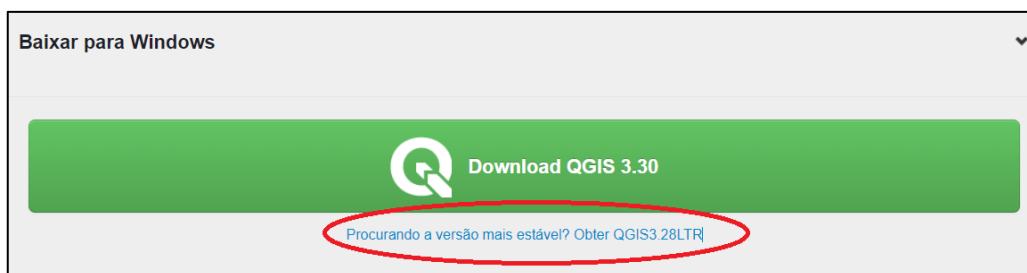 Baixar para Windows
Download QGIS 3.30
Procurando a versão mais estável? Obter QGIS3.28LTR